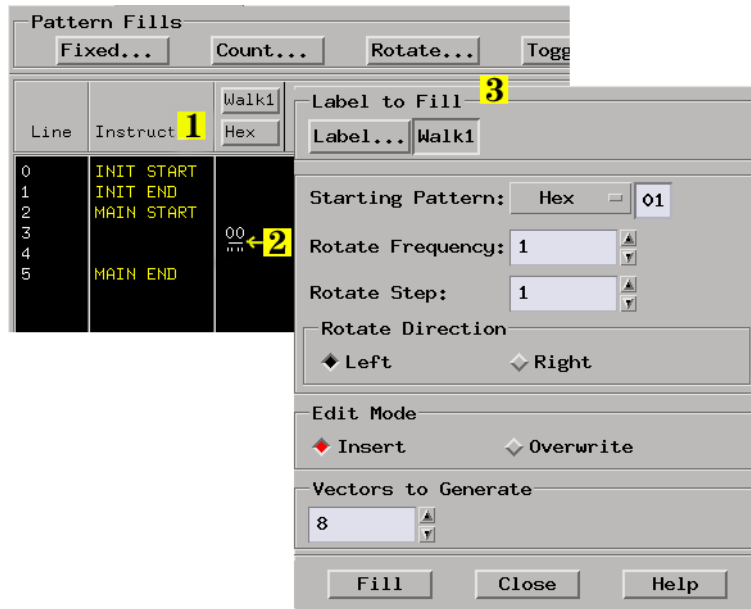 Pattern Fills
Fixed... Count... Rotate... Togg
Line Instruct 1 Walk1 Hex
0 INIT START
1 INIT END
2 MAIN START
3 00 2
4 ""
5 MAIN END
3
Label to Fill
Label... Walk1
Starting Pattern: Hex 01
Rotate Frequency: 1
Rotate Step: 1
Rotate Direction
Left Right
Edit Mode
Insert Overwrite
Vectors to Generate
8
Fill Close Help